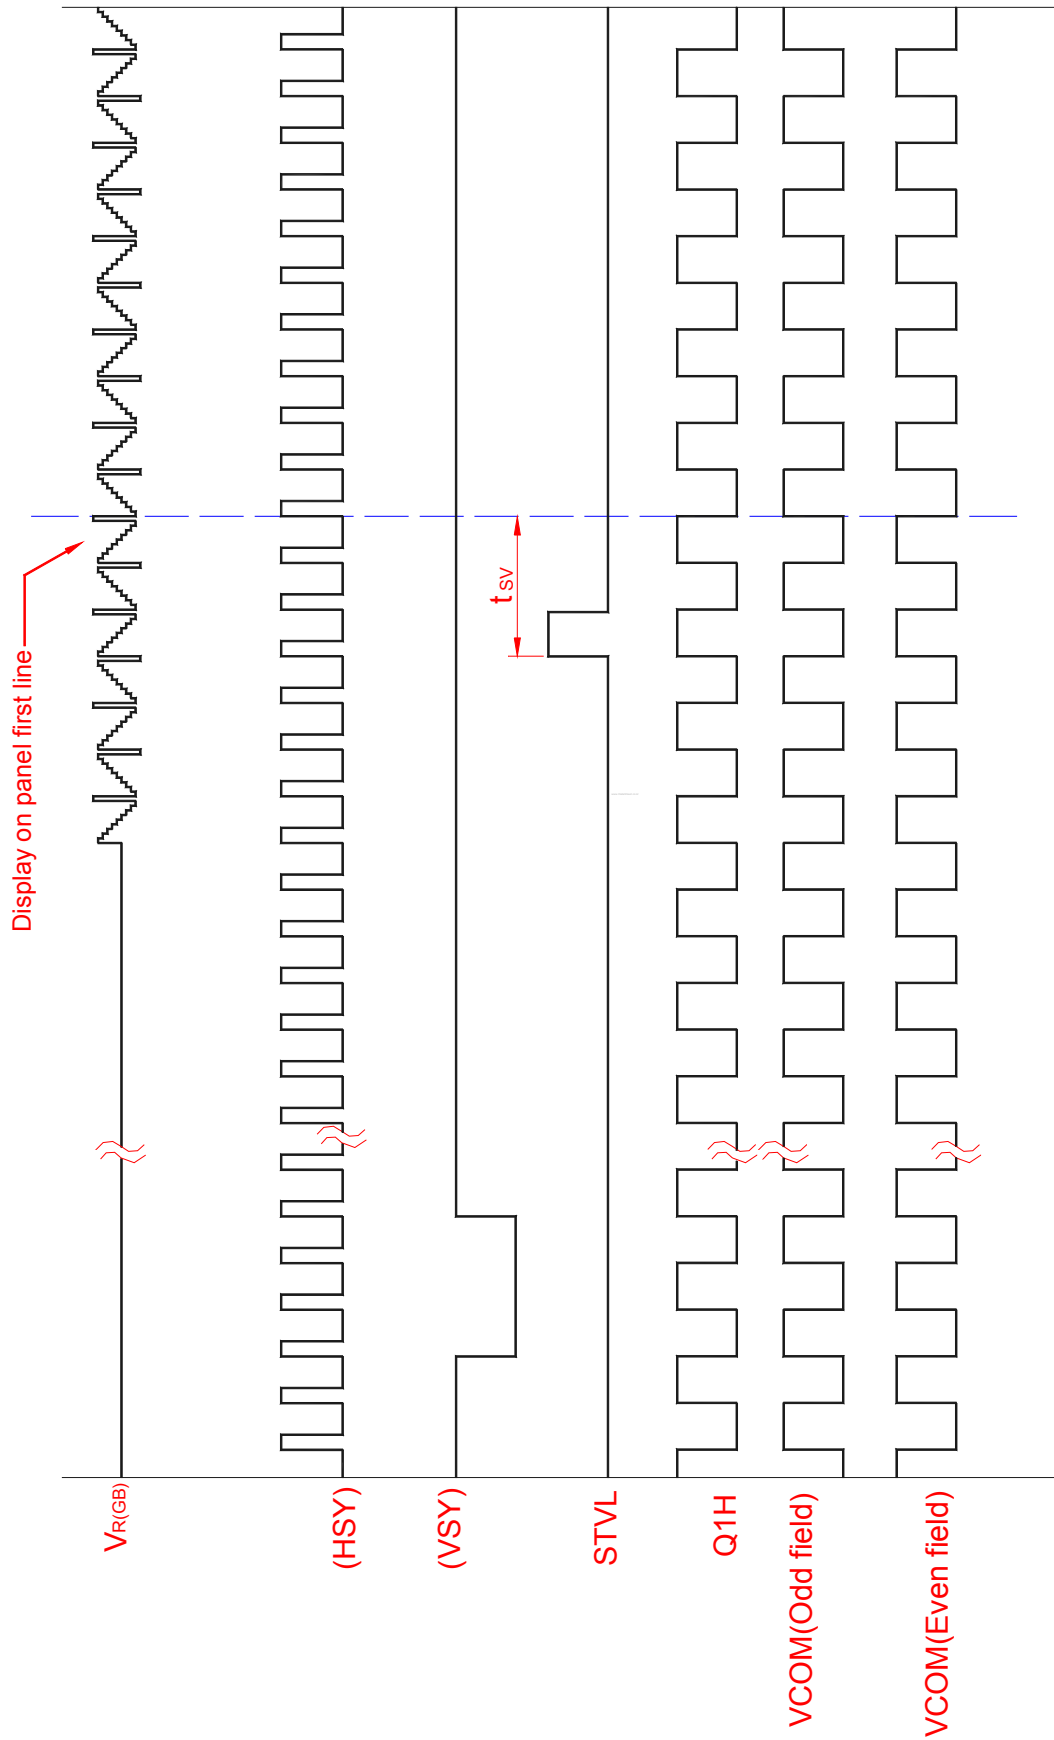 Display on panel first line
tsv
VR(GB)
(HSY)
(VSY)
STVL
Q1H
VCOM(Odd field)
VCOM(Even field)